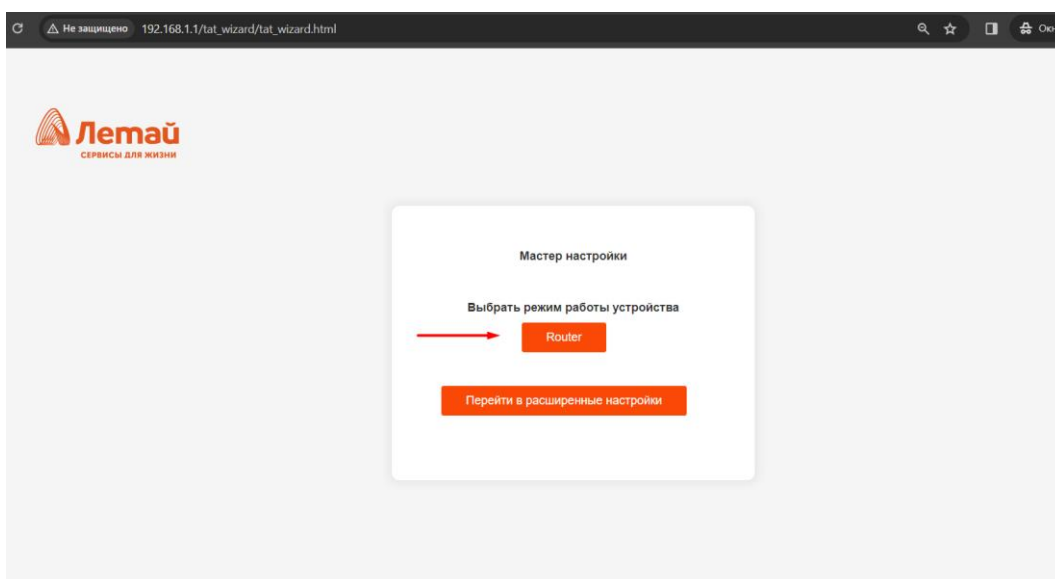 Не защищено 192.168.1.1/tat_wizard/tat_wizard.html
Летай
СЕРВИСЫ ДЛЯ ЖИЗНИ
Мастер настройки
Выбрать режим работы устройства
Router
Перейти в расширенные настройки